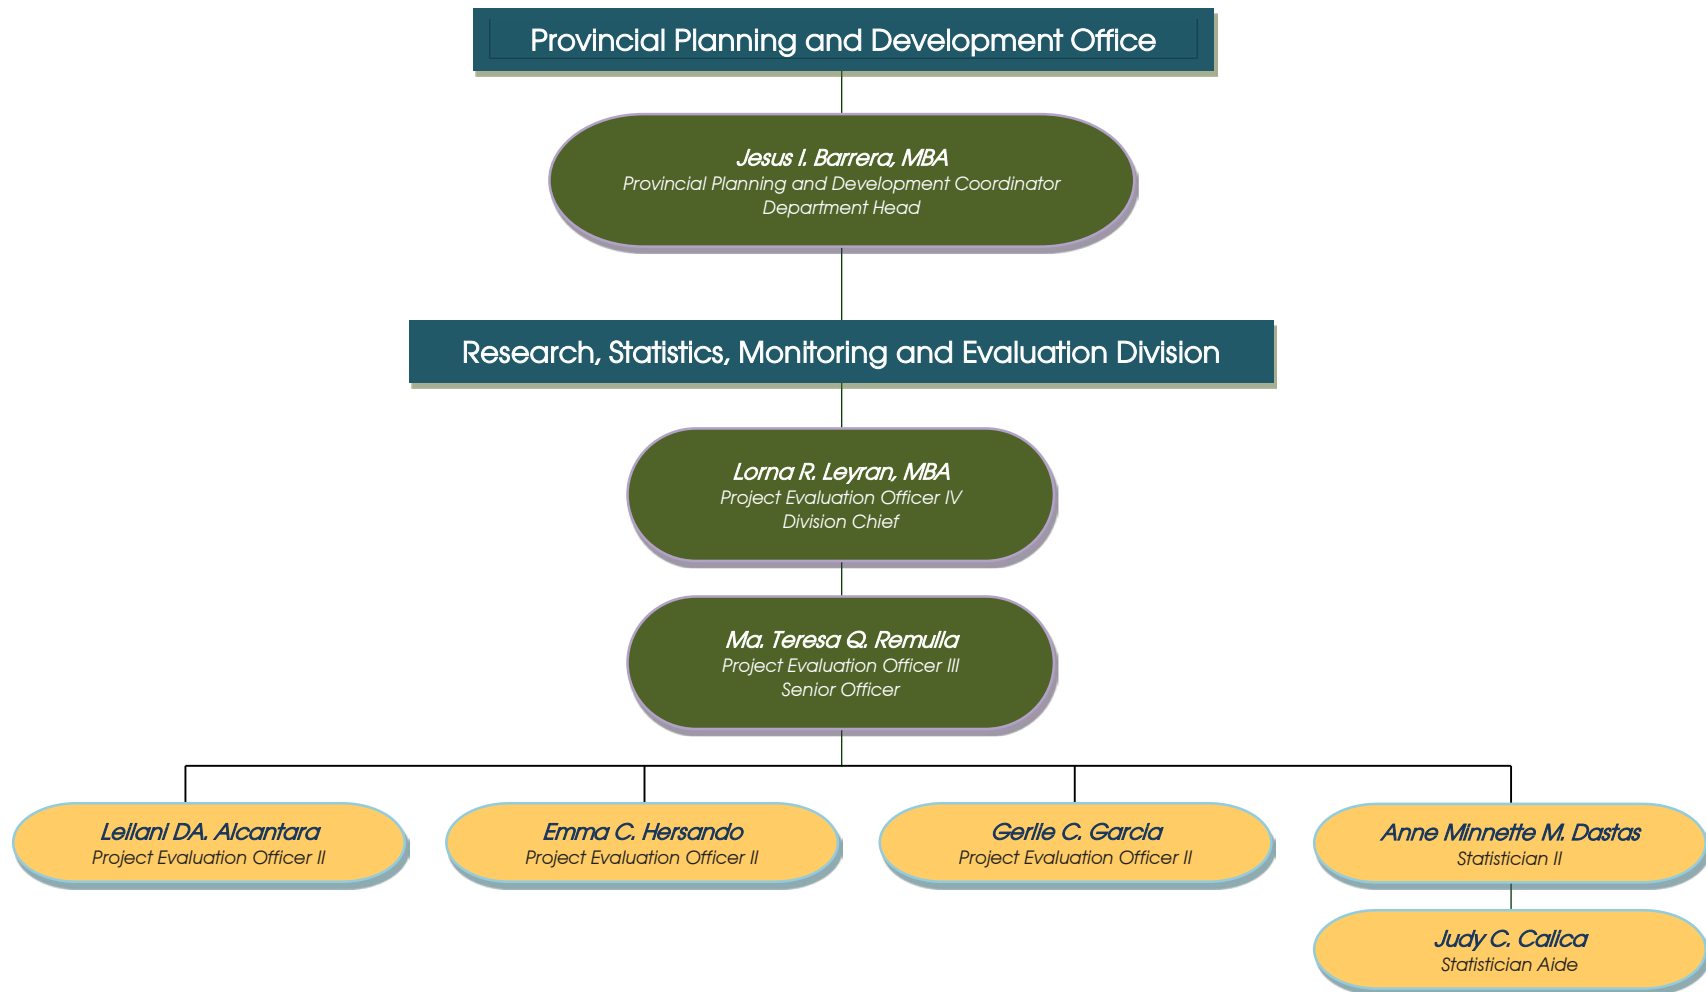 Provincial Planning and Development Office
Jesus I. Barrera, MBA
Provincial Planning and Development Coordinator
Department Head
Research, Statistics, Monitoring and Evaluation Division
Lorna R. Leyran, MBA
Project Evaluation Officer IV
Division Chief
Ma. Teresa Q. Remulla
Project Evaluation Officer III
Senior Officer
Leilani DA. Alcantara
Project Evaluation Officer II
Emma C. Hersando
Project Evaluation Officer II
Gerlie C. Garcia
Project Evaluation Officer II
Anne Minnette M. Dastas
Statistician II
Judy C. Calica
Statistician Aide